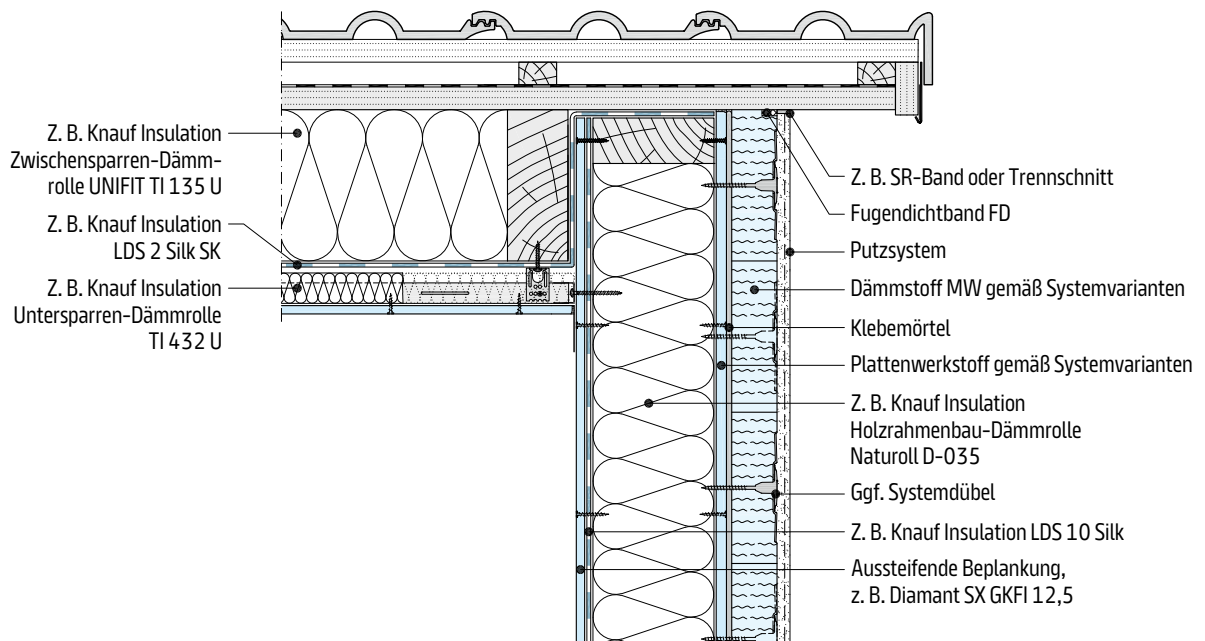 Z. B. Knauf Insulation
Zwischensparren-Dämm-
rolle UNIFIT TI 135 U
Z. B. Knauf Insulation
LDS 2 Silk SK
Z. B. Knauf Insulation
Untersparren-Dämmrolle
TI 432 U
Z. B. SR-Band oder Trennschnitt
Fugendichtband FD
Putzsystem
Dämmstoff MW gemäß Systemvarianten
Klebemörtel
Plattenwerkstoff gemäß Systemvarianten
Z. B. Knauf Insulation
Holzrahmenbau-Dämmrolle
Naturoll D-035
Ggf. Systemdübel
Z. B. Knauf Insulation LDS 10 Silk
Aussteifende Beplankung,
z. B. Diamant SX GKFI 12,5